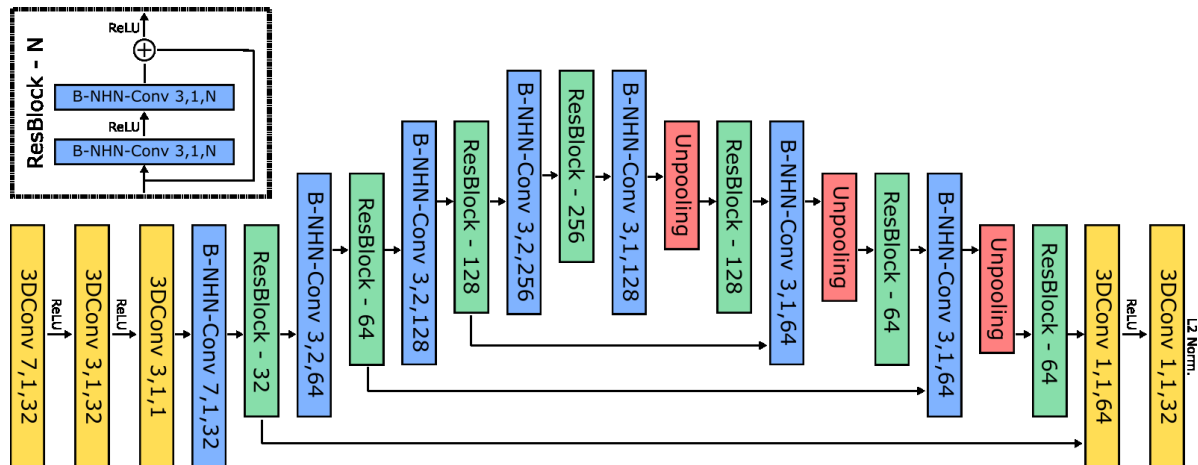 ResBlock - N
ReLU
B-NHN-Conv 3,1,N
ReLU
B-NHN-Conv 3,1,N
3DConv 7,1,32
ReLU
3DConv 3,1,32
ReLU
3DConv 3,1,1
B-NHN-Conv 7,1,32
ResBlock - 32
B-NHN-Conv 3,2,64
ResBlock - 64
B-NHN-Conv 3,2,128
ResBlock - 128
B-NHN-Conv 3,2,256
ResBlock - 256
B-NHN-Conv 3,1,128
Unpooling
ResBlock - 128
B-NHN-Conv 3,1,64
Unpooling
ResBlock - 64
B-NHN-Conv 3,1,64
Unpooling
ResBlock - 64
3DConv 1,1,64
ReLU
3DConv 1,1,32
L2 Norm.